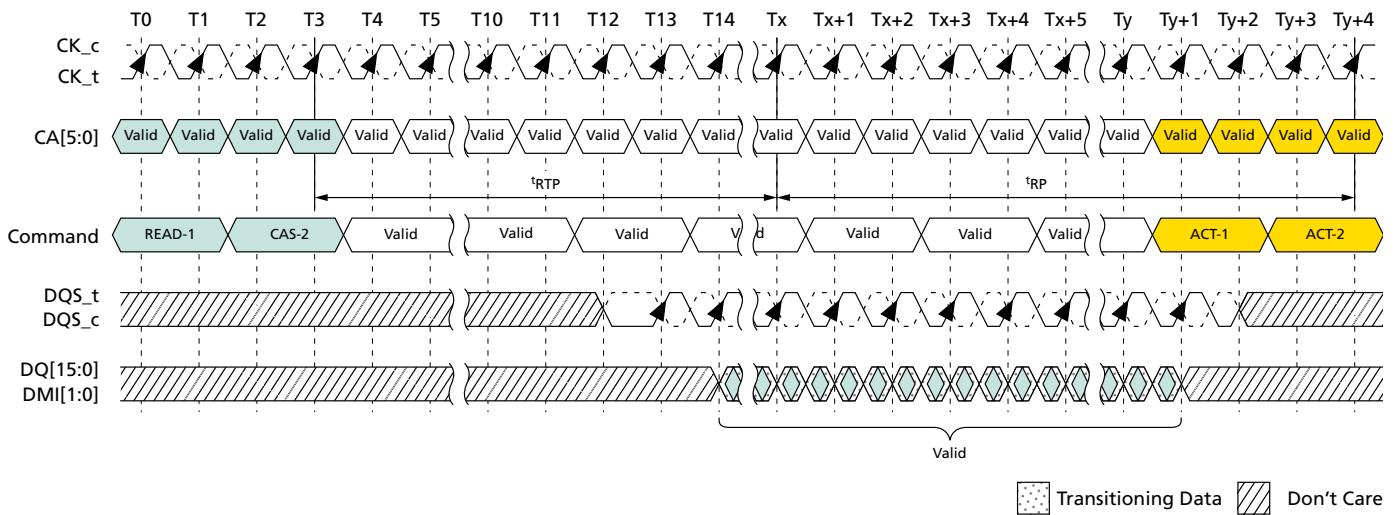 T0 T1 T2 T3 T4 T5 T10 T11 T12 T13 T14 Tx Tx+1 Tx+2 Tx+3 Tx+4 Tx+5 Ty Ty+1 Ty+2 Ty+3 Ty+4
CK_c
CK_t
CA[5:0] Valid Valid Valid Valid Valid Valid Valid Valid Valid Valid Valid Valid Valid Valid Valid Valid Valid Valid Valid Valid Valid Valid
tRTP tRP
Command READ-1 CAS-2 Valid Valid Valid Valid Valid Valid Valid ACT-1 ACT-2
DQS_t
DQS_c
DQ[15:0]
DMI[1:0]
Valid
Transitioning Data Don't Care